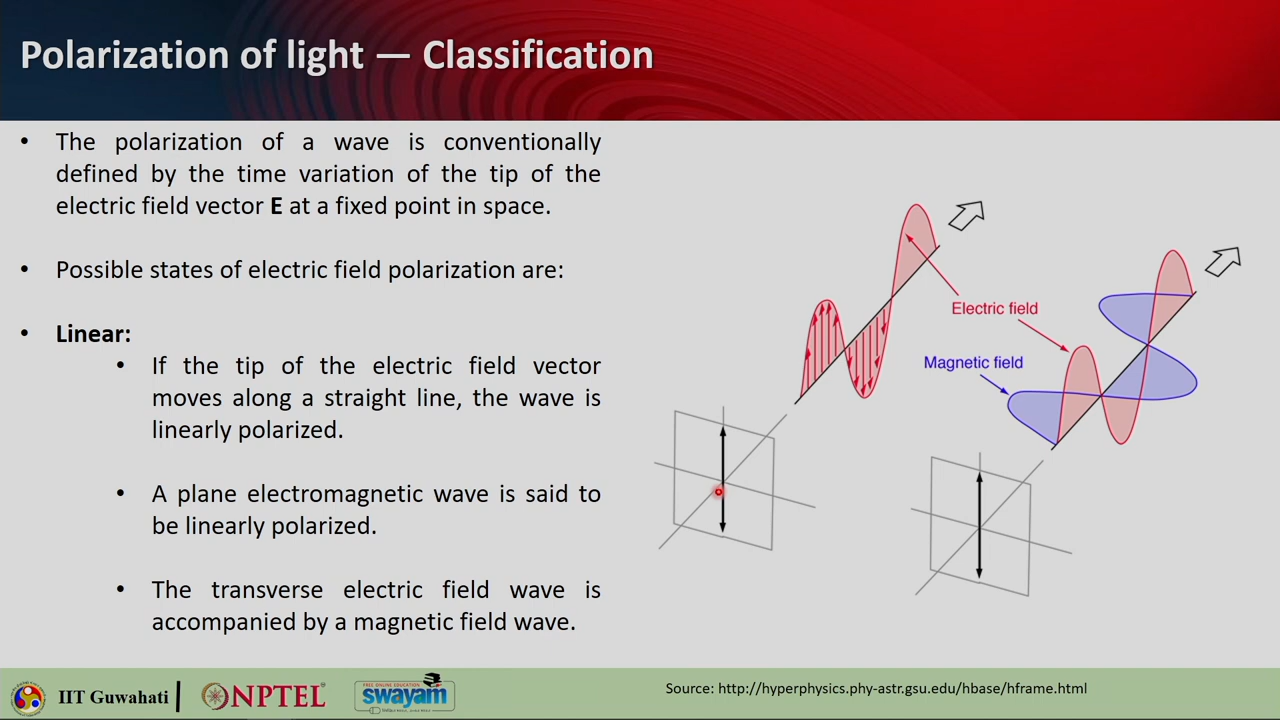 Polarization of light — Classification
• The polarization of a wave is conventionally
defined by the time variation of the tip of the
electric field vector E at a fixed point in space.
• Possible states of electric field polarization are:
• Linear:
• If the tip of the electric field vector
moves along a straight line, the wave is
linearly polarized.
• A plane electromagnetic wave is said to
be linearly polarized.
• The transverse electric field wave is
accompanied by a magnetic field wave.
Electric field
Magnetic field
IIT Guwahati
NPTEL
FREE ONLINE EDUCATION
swayam
Source: http://hyperphysics.phy-astr.gsu.edu/hbase/hframe.html